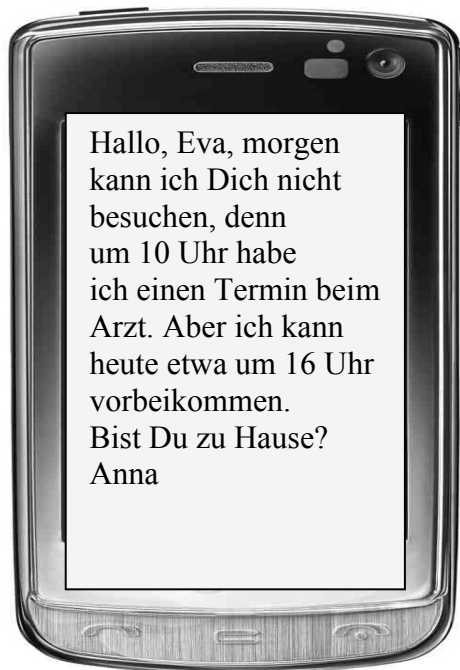 Hallo, Eva, morgen
kann ich Dich nicht
besuchen, denn
um 10 Uhr habe
ich einen Termin beim
Arzt. Aber ich kann
heute etwa um 16 Uhr
vorbeikommen.
Bist Du zu Hause?
Anna